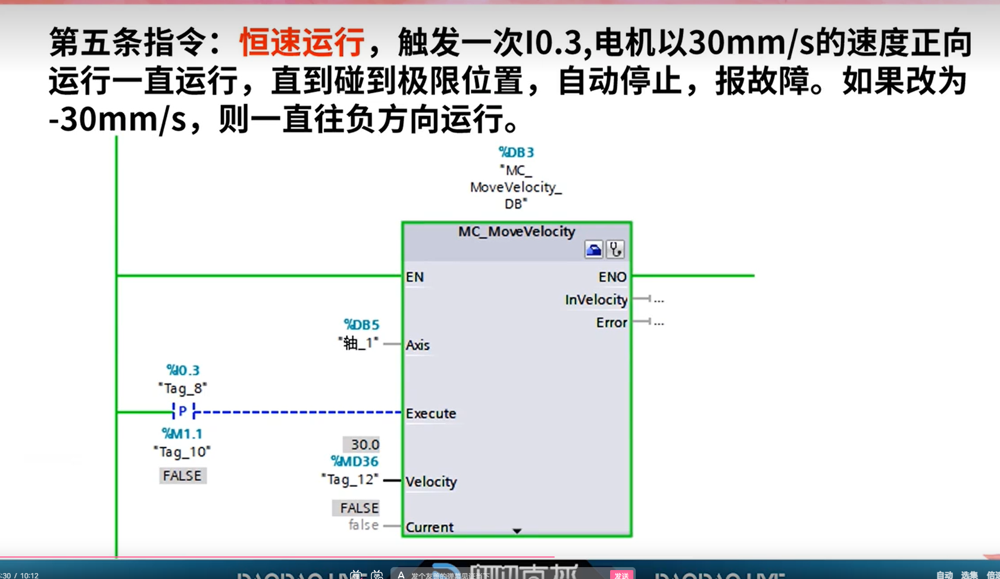 第五条指令：恒速运行，触发一次I0.3,电机以30mm/s的速度正向
运行一直运行，直到碰到极限位置，自动停止，报故障。如果改为
-30mm/s，则一直往负方向运行。
%DB3
"MC_
MoveVelocity_
DB"
MC_MoveVelocity
EN
ENO
InVelocity
...
Error
...
%DB5
"轴_1"
Axis
%I0.3
"Tag_8"
P
Execute
%M1.1
"Tag_10"
FALSE
30.0
%MD36
"Tag_12"
Velocity
FALSE
false
Current
:30 / 10:12
弹
A
发个友善的弹幕见证当下
发送
自动
选集